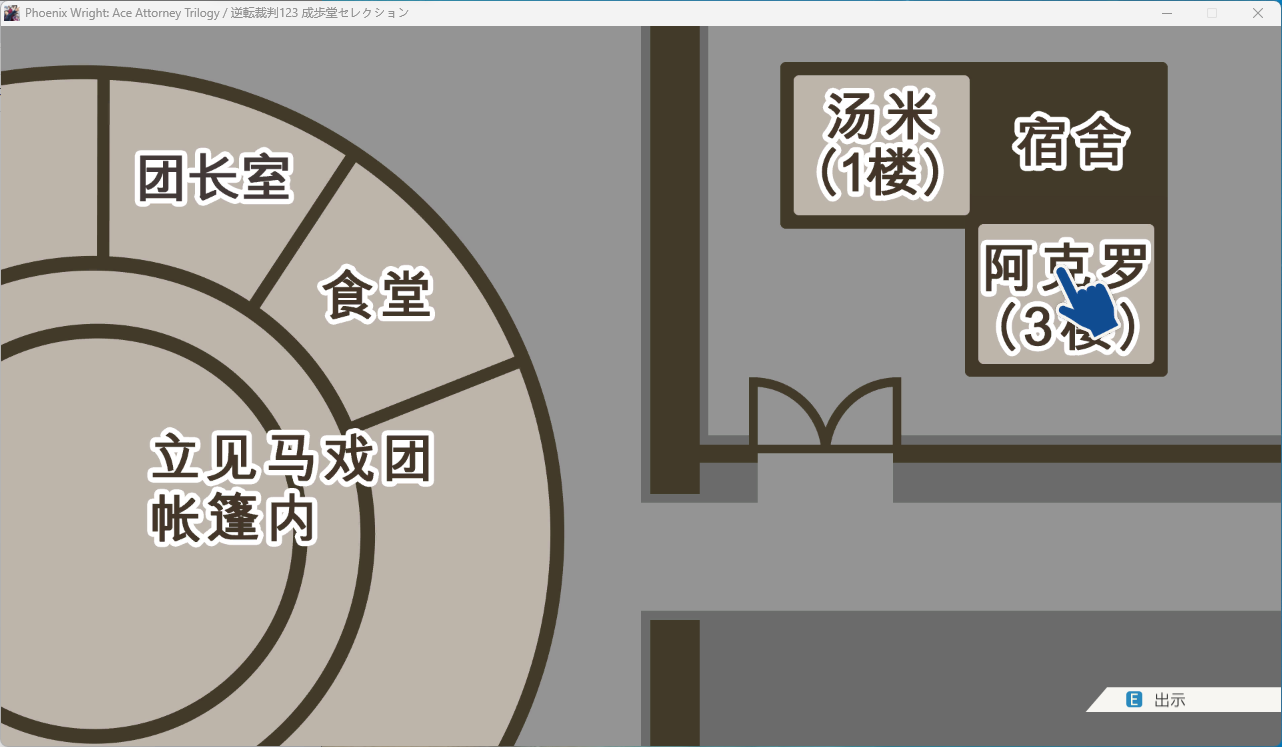 Phoenix Wright: Ace Attorney Trilogy / 逆転裁判123 成歩堂セレクション
团长室
食堂
立见马戏团
帐篷内
汤米
（1楼）
宿舍
阿克罗
（3楼）
E 出示